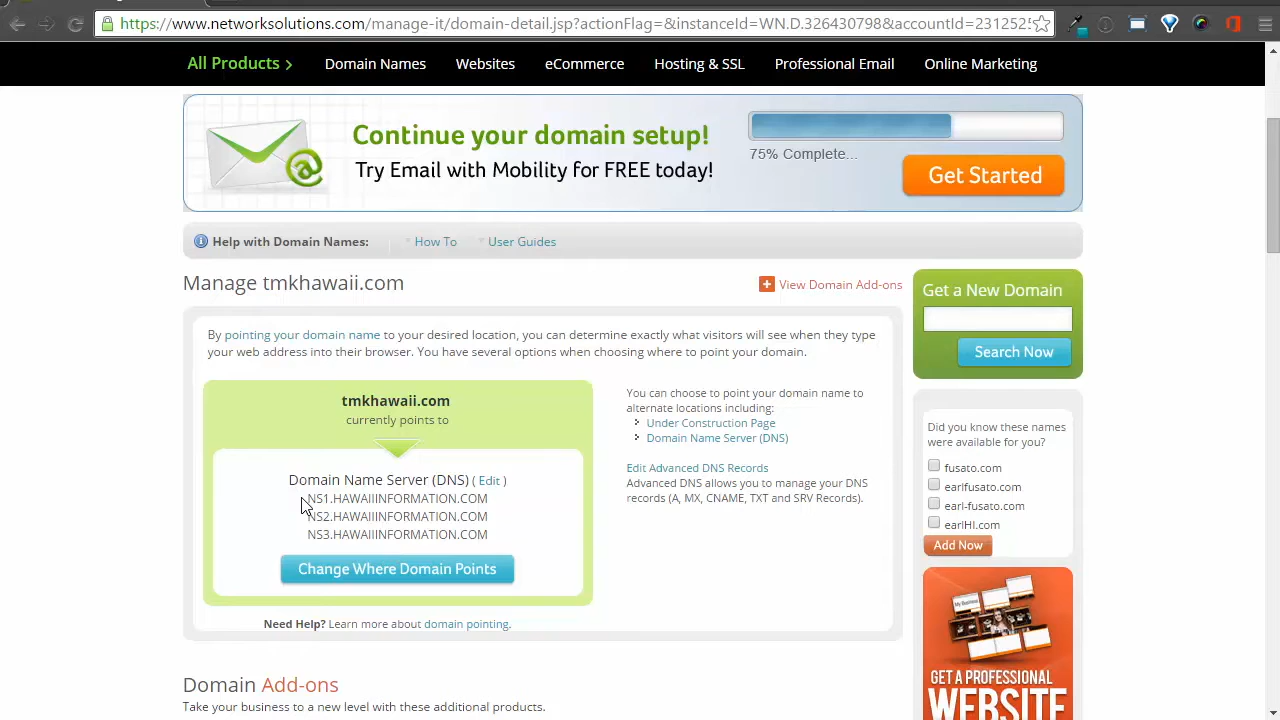 https://www.networksolutions.com/manage-it/domain-detail.jsp?actionFlag=&instanceId=WN.D.326430798&accountId=2312525
All Products >
Domain Names
Websites
eCommerce
Hosting & SSL
Professional Email
Online Marketing
Continue your domain setup!
Try Email with Mobility for FREE today!
75% Complete...
Get Started
Help with Domain Names:
How To
User Guides
Manage tmkhawaii.com
View Domain Add-ons
By pointing your domain name to your desired location, you can determine exactly what visitors will see when they type
your web address into their browser. You have several options when choosing where to point your domain.
tmkhawaii.com
currently points to
Domain Name Server (DNS) ( Edit )
NS1.HAWAIIINFORMATION.COM
NS2.HAWAIIINFORMATION.COM
NS3.HAWAIIINFORMATION.COM
Change Where Domain Points
Need Help? Learn more about domain pointing.
You can choose to point your domain name to
alternate locations including:
Under Construction Page
Domain Name Server (DNS)
Edit Advanced DNS Records
Advanced DNS allows you to manage your DNS
records (A, MX, CNAME, TXT and SRV Records).
Get a New Domain
Search Now
Did you know these names
were available for you?
fusato.com
earlfusato.com
earl-fusato.com
earlHI.com
Add Now
GET A PROFESSIONAL
WEBSITE
Domain Add-ons
Take your business to a new level with these additional products.